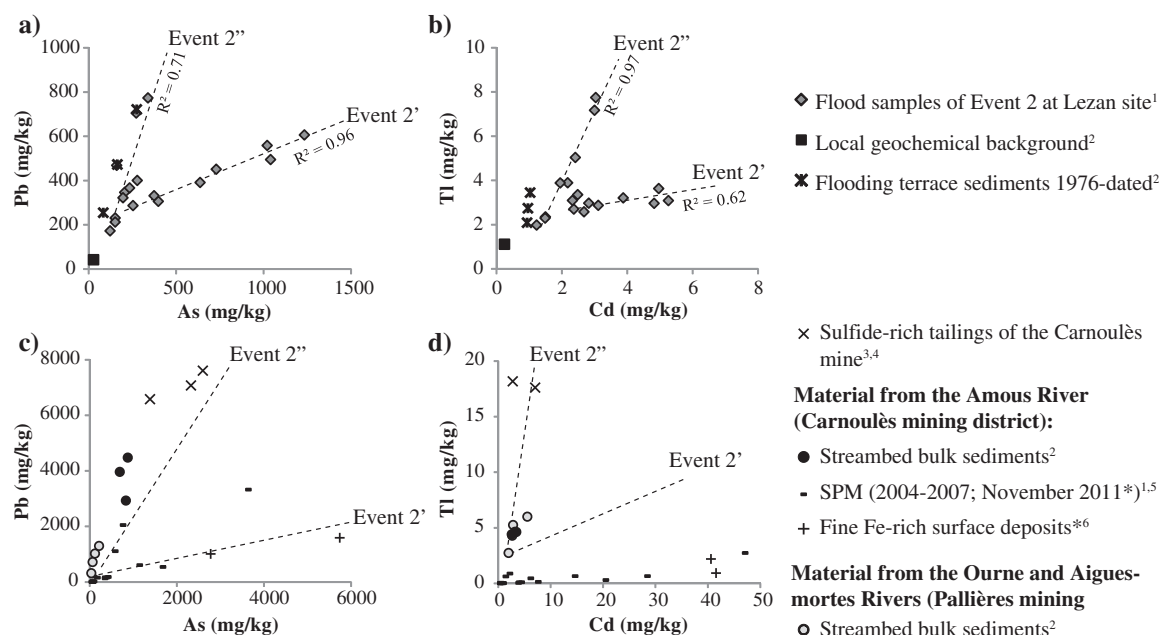 a)
1000
800
600
400
200
0
Pb (mg/kg)
Event 2”
R² = 0.71
Event 2’
R² = 0.96
0 500 1000 1500
As (mg/kg)
b)
10
8
6
4
2
0
Tl (mg/kg)
Event 2”
R² = 0.97
Event 2’
R² = 0.62
0 2 4 6 8
Cd (mg/kg)
Flood samples of Event 2 at Lezan site¹
Local geochemical background²
Flooding terrace sediments 1976-dated²
c)
8000
6000
4000
2000
0
Pb (mg/kg)
Event 2”
Event 2’
0 2000 4000 6000
As (mg/kg)
d)
20
15
10
5
0
Tl (mg/kg)
Event 2”
Event 2’
0 10 20 30 40 50
Cd (mg/kg)
Sulfide-rich tailings of the Carnoulès
mine³,⁴
Material from the Amous River
(Carnoulès mining district):
Streambed bulk sediments²
SPM (2004-2007; November 2011*)¹,⁵
Fine Fe-rich surface deposits*⁶
Material from the Ourne and Aigues-
mortes Rivers (Pallières mining
Streambed bulk sediments²